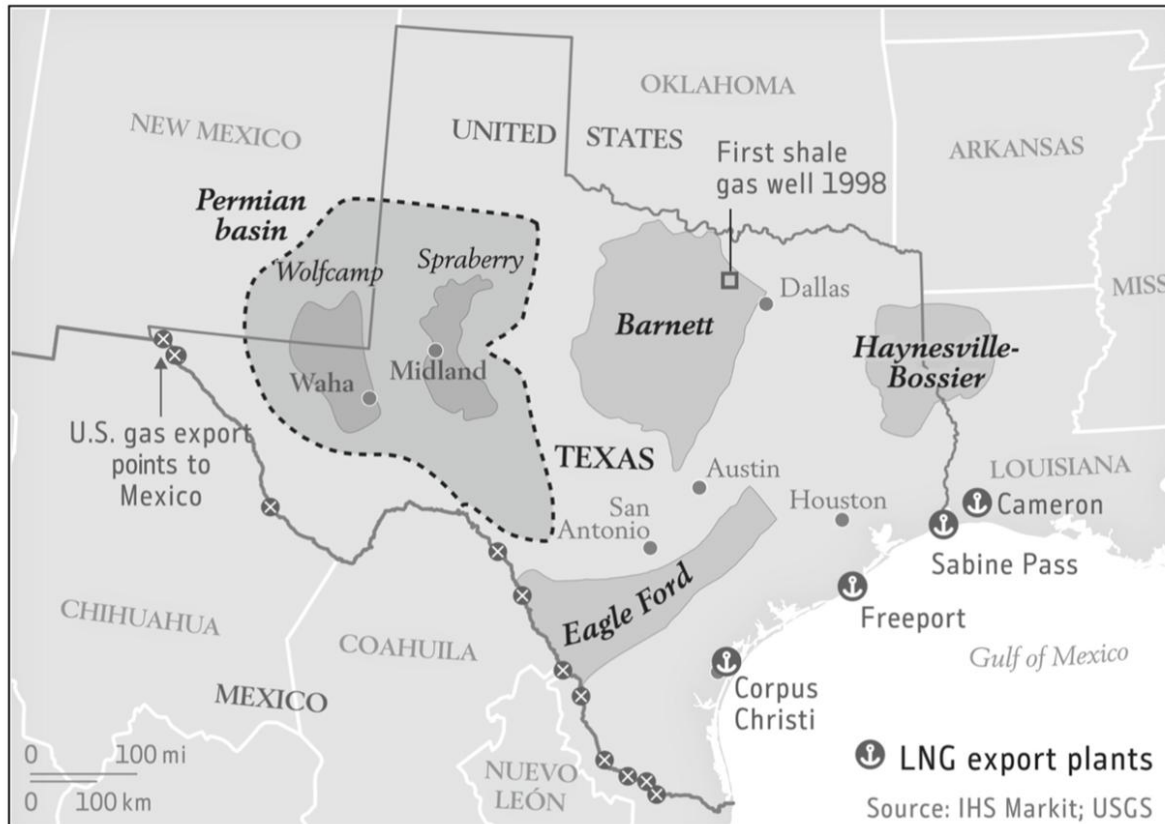 OKLAHOMA
NEW MEXICO
UNITED STATES
ARKANSAS
First shale
gas well 1998
Permian
basin
Wolfcamp
Spraberry
MISS
Dallas
Barnett
Haynesville-
Bossier
Waha
Midland
U.S. gas export
points to
Mexico
TEXAS
Austin
LOUISIANA
Houston
San
Antonio
Cameron
Sabine Pass
Eagle Ford
Freeport
CHIHUAHUA
COAHUILA
Gulf of Mexico
MEXICO
Corpus
Christi
0 100 mi
0 100 km
NUEVO
LEÓN
LNG export plants
Source: IHS Markit; USGS